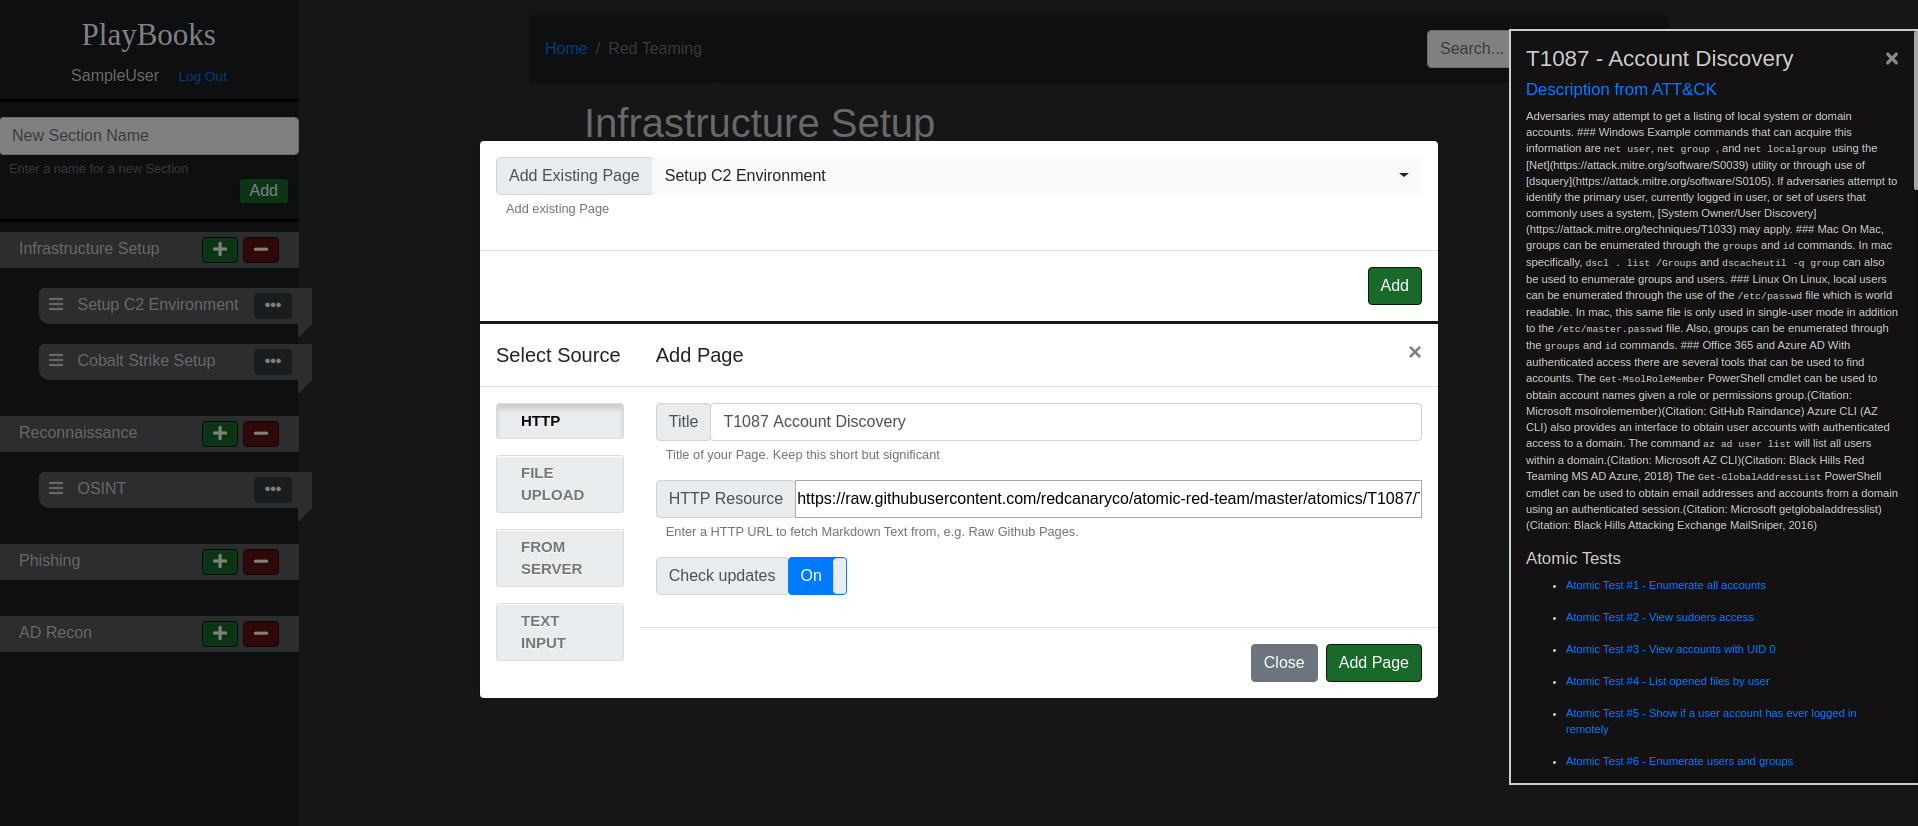 PlayBooks
SampleUser Log Out
New Section Name
Enter a name for a new Section
Add
Infrastructure Setup
Setup C2 Environment
Cobalt Strike Setup
Reconnaissance
OSINT
Phishing
AD Recon
Home / Red Teaming
Search...
Infrastructure Setup
Add Existing Page Setup C2 Environment
Add existing Page
Add
Select Source
Add Page
×
HTTP
FILE
UPLOAD
FROM
SERVER
TEXT
INPUT
Title T1087 Account Discovery
Title of your Page. Keep this short but significant
HTTP Resource https://raw.githubusercontent.com/redcanaryco/atomic-red-team/master/atomics/T1087/
Enter a HTTP URL to fetch Markdown Text from, e.g. Raw Github Pages.
Check updates On
Close Add Page
T1087 - Account Discovery ×
Description from ATT&CK
Adversaries may attempt to get a listing of local system or domain
accounts. ### Windows Example commands that can acquire this
information are net user, net group , and net localgroup using the
[Net](https://attack.mitre.org/software/S0039) utility or through use of
[dsquery](https://attack.mitre.org/software/S0105). If adversaries attempt to
identify the primary user, currently logged in user, or set of users that
commonly uses a system, [System Owner/User Discovery]
(https://attack.mitre.org/techniques/T1033) may apply. ### Mac On Mac,
groups can be enumerated through the groups and id commands. In mac
specifically, dscl . list /Groups and dscacheutil -q group can also
be used to enumerate groups and users. ### Linux On Linux, local users
can be enumerated through the use of the /etc/passwd file which is world
readable. In mac, this same file is only used in single-user mode in addition
to the /etc/master.passwd file. Also, groups can be enumerated through
the groups and id commands. ### Office 365 and Azure AD With
authenticated access there are several tools that can be used to find
accounts. The Get-MsolRoleMember PowerShell cmdlet can be used to
obtain account names given a role or permissions group.(Citation:
Microsoft msolrolemember)(Citation: GitHub Raindance) Azure CLI (AZ
CLI) also provides an interface to obtain user accounts with authenticated
access to a domain. The command az ad user list will list all users
within a domain.(Citation: Microsoft AZ CLI)(Citation: Black Hills Red
Teaming MS AD Azure, 2018) The Get-GlobalAddressList PowerShell
cmdlet can be used to obtain email addresses and accounts from a domain
using an authenticated session.(Citation: Microsoft getglobaladdresslist)
(Citation: Black Hills Attacking Exchange MailSniper, 2016)
Atomic Tests
• Atomic Test #1 - Enumerate all accounts
• Atomic Test #2 - View sudoers access
• Atomic Test #3 - View accounts with UID 0
• Atomic Test #4 - List opened files by user
• Atomic Test #5 - Show if a user account has ever logged in
remotely
• Atomic Test #6 - Enumerate users and groups